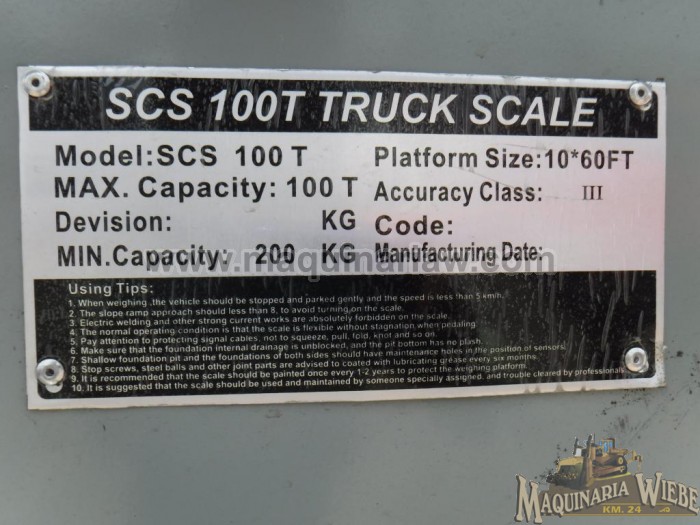 SCS 100T TRUCK SCALE
Model:SCS 100 T Platform Size:10*60FT
MAX. Capacity: 100 T Accuracy Class: III
Devision: KG Code:
MIN.Capacity: 200 KG Manufacturing Date:
Using Tips:
1. When weighing ,the vehicle should be stopped and parked gently and the speed is less than 5 km/h.
2. The slope ramp approach should less than 8, to avoid turning on the scale.
3. Electric welding and other strong current works are absolutely forbidden on the scale.
4. The normal operating condition is that the scale is flexible without stagnation when pedaling.
5. Pay attention to protecting signal cables, not to squeeze, pull, fold, knot and so on.
6. Make sure that the foundation internal drainage is unblocked, and the pit bottom has no plash.
7. Shallow foundation pit and the foundations of both sides should have maintenance holes in the position of sensors.
8. Stop screws, steel balls and other joint parts are advised to coated with lubricating grease every six months.
9. It is recommended that the scale should be painted once every 1-2 years to protect the weighing platform.
10. It is suggested that the scale should be used and maintained by someone specially assigned, and trouble cleared by professionals.
MAQUINARIA WIEBE
KM. 24